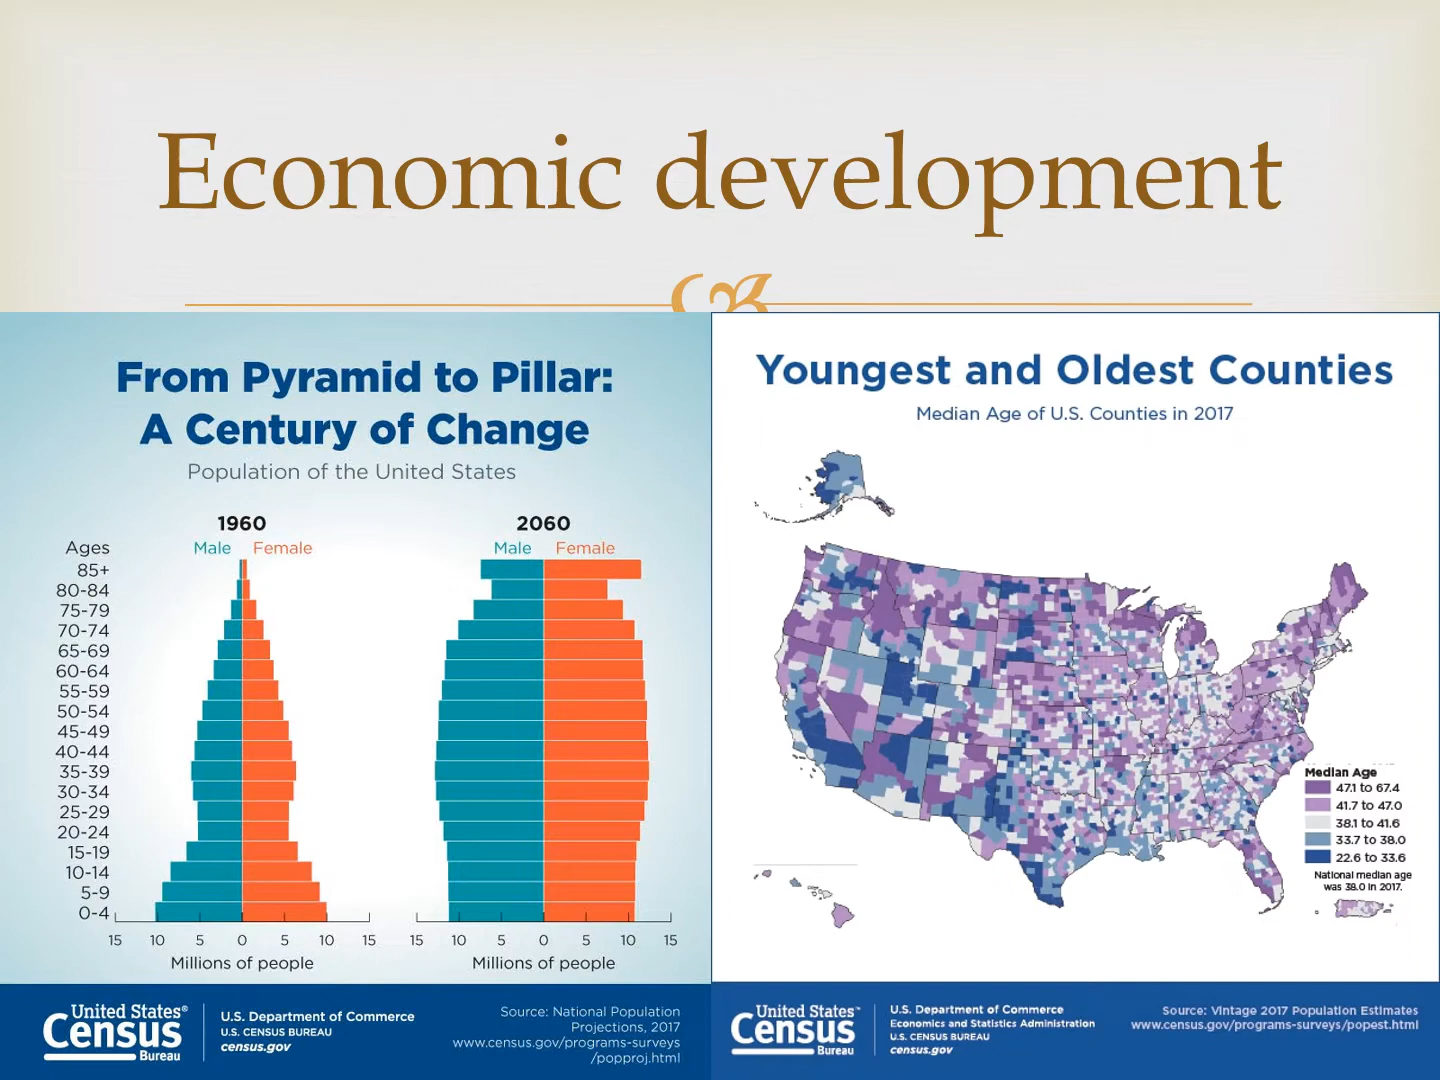 Economic development
From Pyramid to Pillar:
A Century of Change
Population of the United States
1960
2060
Ages
Male
Female
Male
Female
85+
80-84
75-79
70-74
65-69
60-64
55-59
50-54
45-49
40-44
35-39
30-34
25-29
20-24
15-19
10-14
5-9
0-4
15 10 5 0 5 10 15
15 10 5 0 5 10 15
Millions of people
Millions of people
United States®
Census
Bureau
U.S. Department of Commerce
U.S. CENSUS BUREAU
census.gov
Source: National Population
Projections, 2017
www.census.gov/programs-surveys
/popproj.html
Youngest and Oldest Counties
Median Age of U.S. Counties in 2017
Median Age
47.1 to 67.4
41.7 to 47.0
38.1 to 41.6
33.7 to 38.0
22.6 to 33.6
National median age
was 38.0 in 2017.
United States™
Census
Bureau
U.S. Department of Commerce
Economics and Statistics Administration
U.S. CENSUS BUREAU
census.gov
Source: Vintage 2017 Population Estimates
www.census.gov/programs-surveys/popest.html